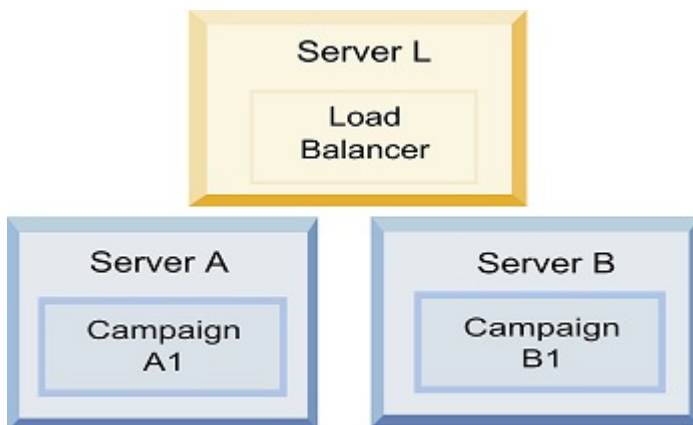 Server L
Load
Balancer
Server A
Server B
Campaign
A1
Campaign
B1